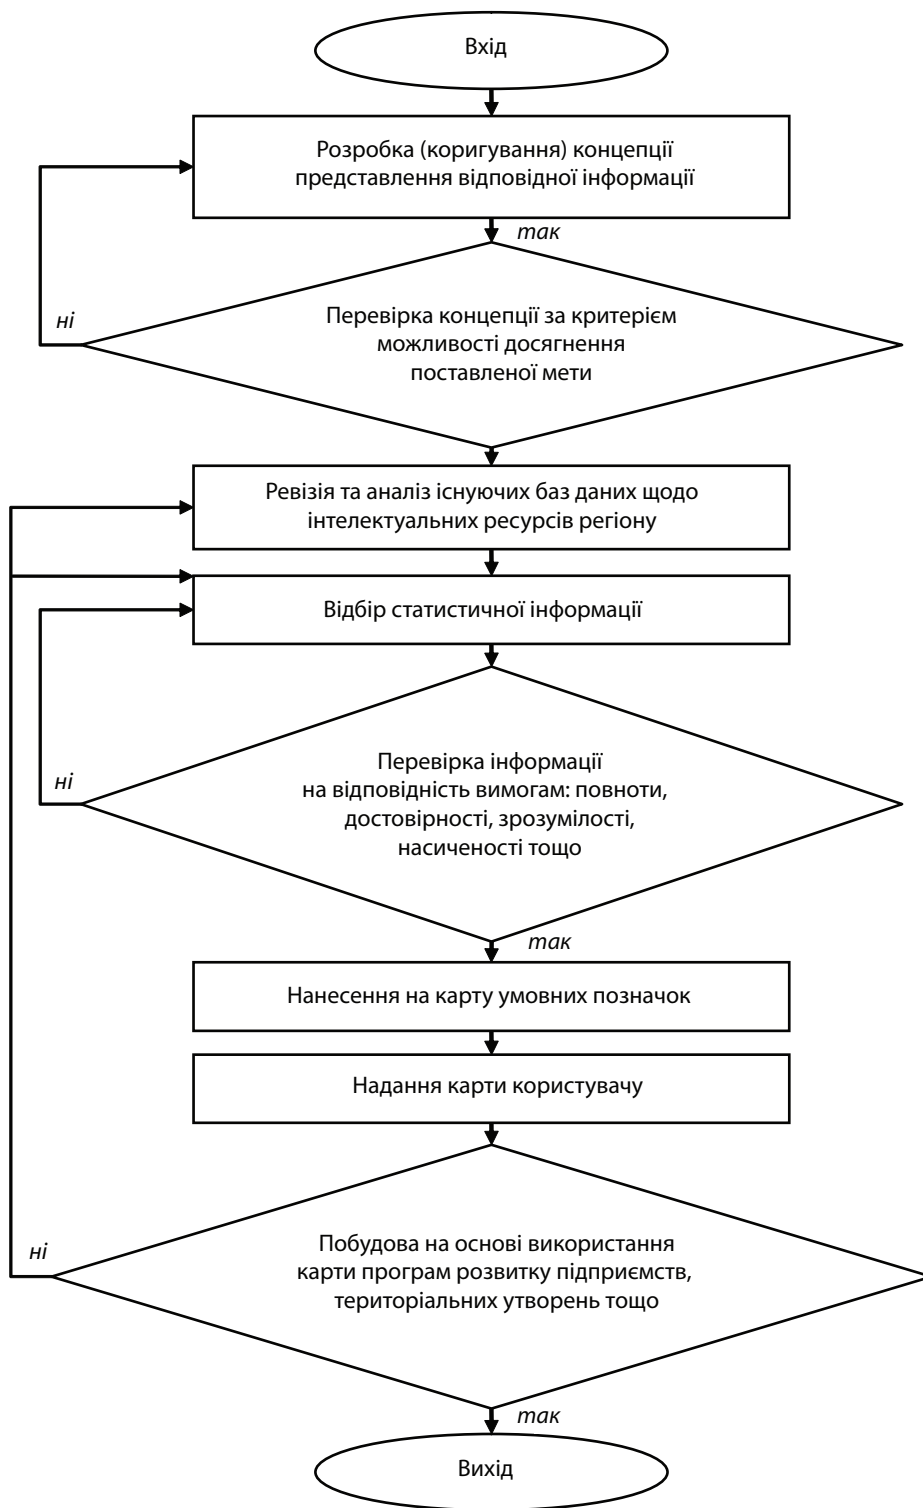 Вхід
Розробка (коригування) концепції
представлення відповідної інформації
так
ні
Перевірка концепції за критерієм
можливості досягнення
поставленої мети
Ревізія та аналіз існуючих баз даних щодо
інтелектуальних ресурсів регіону
Відбір статистичної інформації
ні
Перевірка інформації
на відповідність вимогам: повноти,
достовірності, зрозумілості,
насиченості тощо
так
Нанесення на карту умовних позначок
Надання карти користувачу
ні
Побудова на основі використання
карти програм розвитку підприємств,
територіальних утворень тощо
так
Вихід